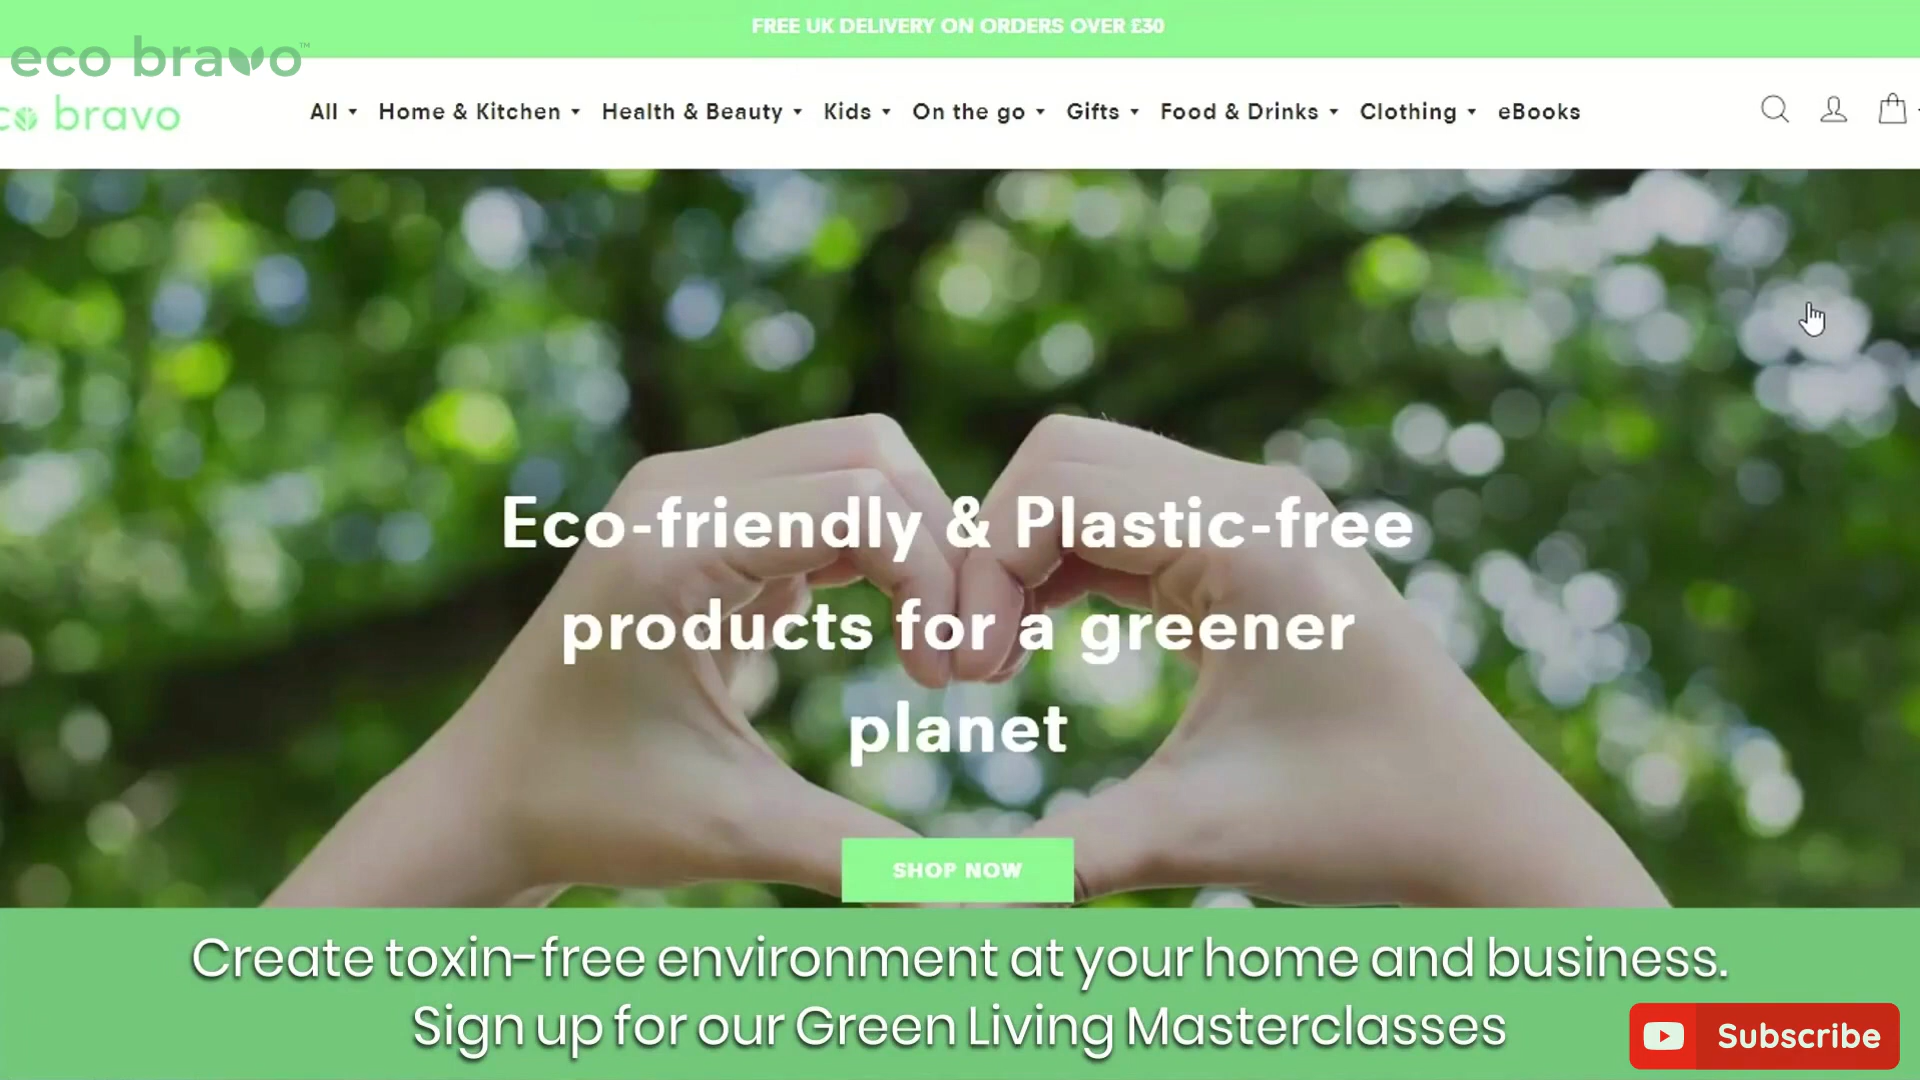 FREE UK DELIVERY ON ORDERS OVER £30
eco bravo™
co bravo
All Home & Kitchen Health & Beauty Kids On the go Gifts Food & Drinks Clothing eBooks
Eco-friendly & Plastic-free
products for a greener
planet
SHOP NOW
Create toxin-free environment at your home and business.
Sign up for our Green Living Masterclasses
Subscribe